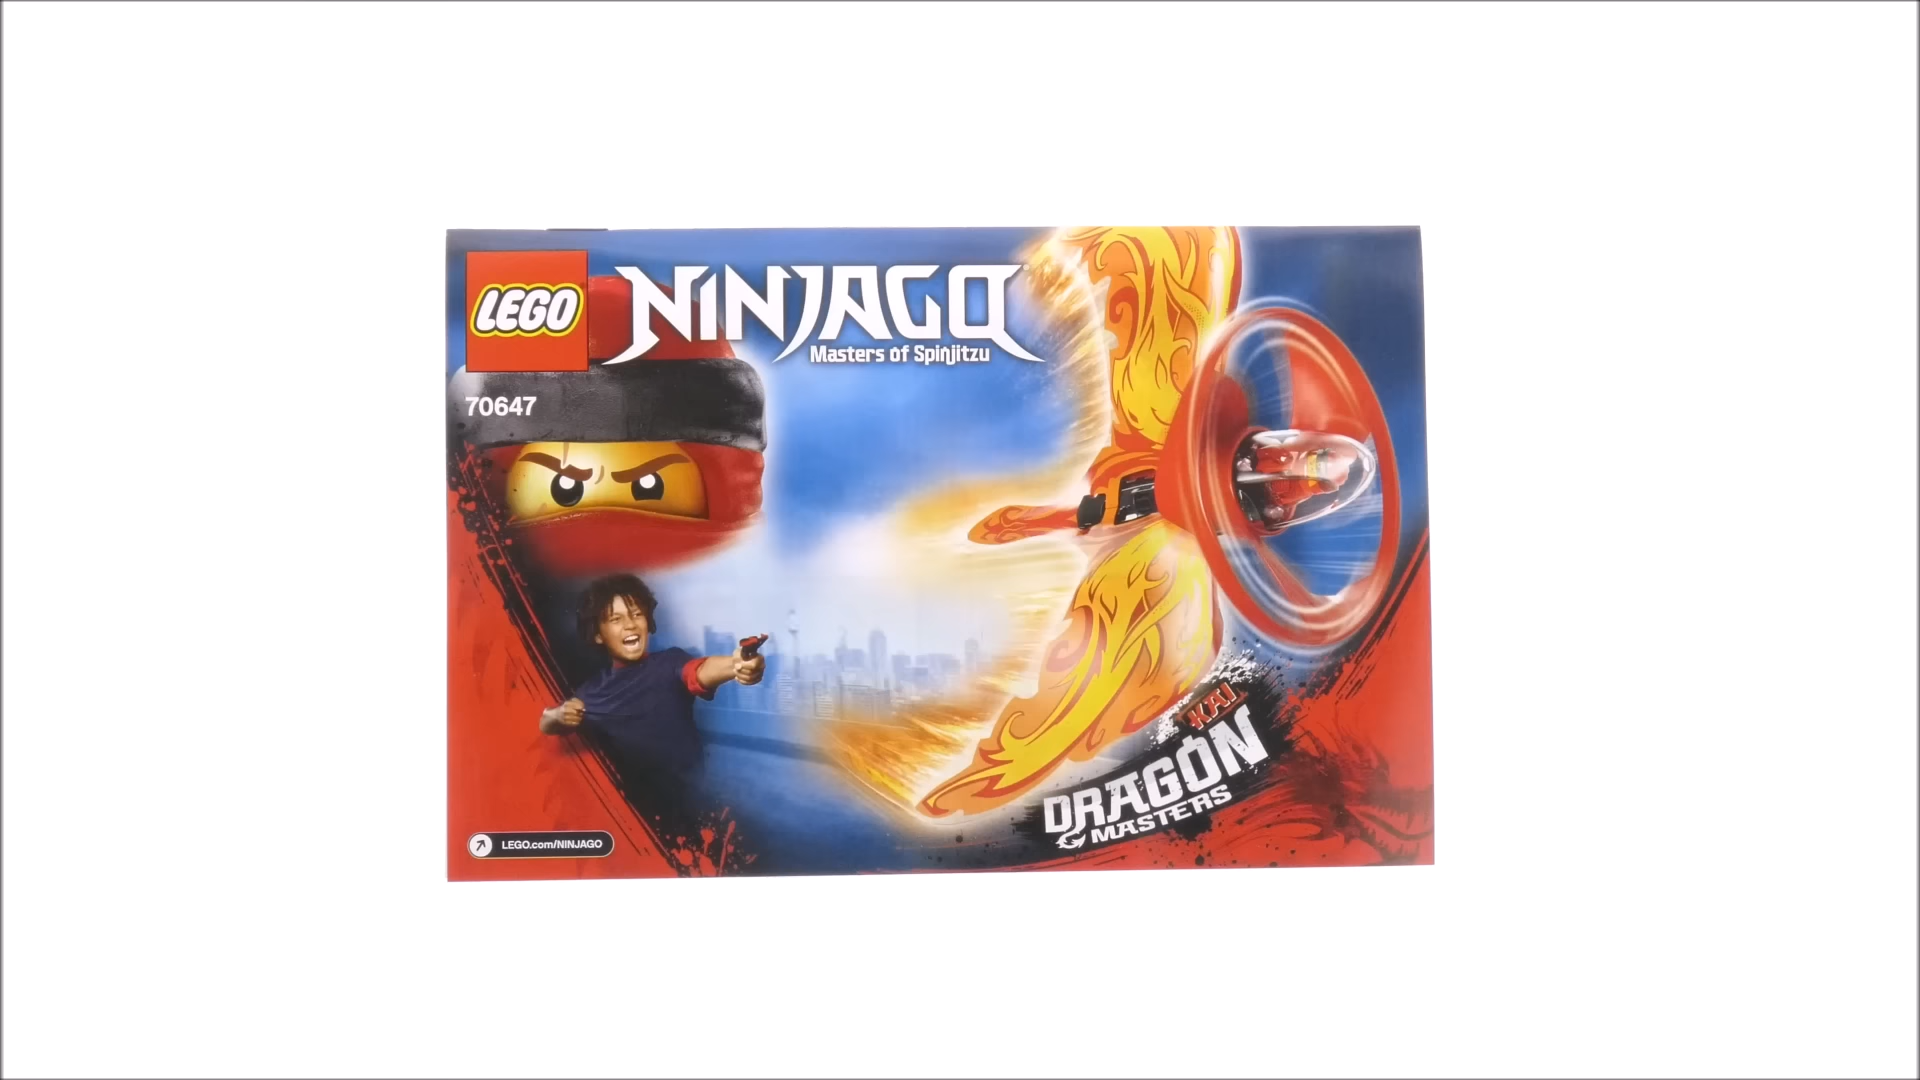 LEGO
NINJAGO
Masters of Spinjitzu
70647
KAI
DRAGON
MASTERS
LEGO.com/NINJAGO